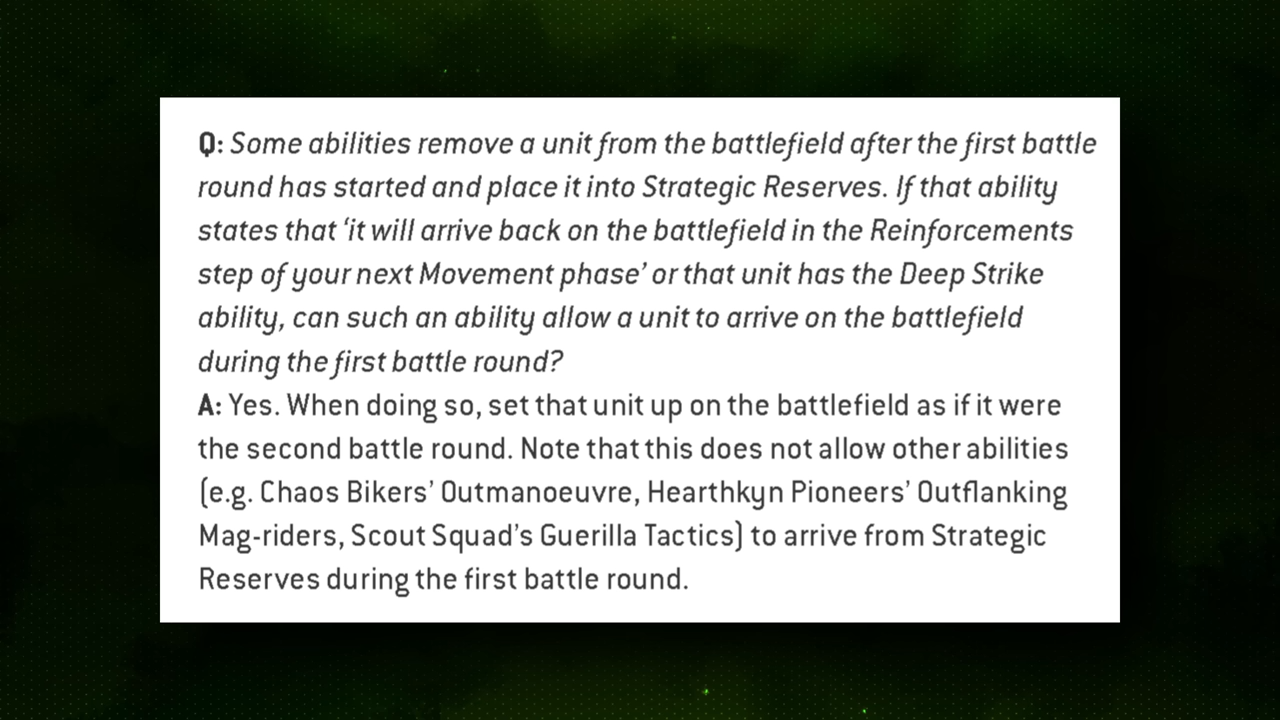 Q: Some abilities remove a unit from the battlefield after the first battle
round has started and place it into Strategic Reserves. If that ability
states that ‘it will arrive back on the battlefield in the Reinforcements
step of your next Movement phase’ or that unit has the Deep Strike
ability, can such an ability allow a unit to arrive on the battlefield
during the first battle round?
A: Yes. When doing so, set that unit up on the battlefield as if it were
the second battle round. Note that this does not allow other abilities
(e.g. Chaos Bikers’ Outmanoeuvre, Hearthkyn Pioneers’ Outflanking
Mag-riders, Scout Squad’s Guerilla Tactics) to arrive from Strategic
Reserves during the first battle round.